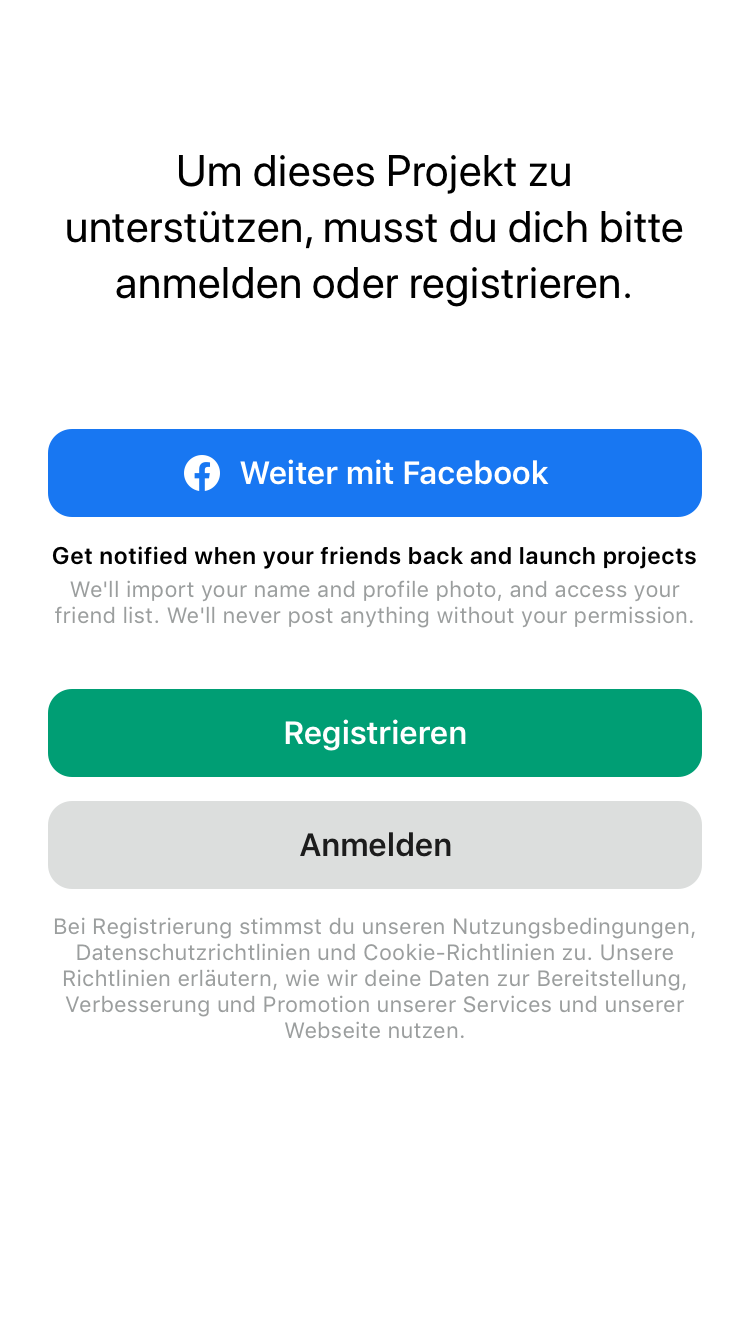 Um dieses Projekt zu
unterstützen, musst du dich bitte
anmelden oder registrieren.
Weiter mit Facebook
Get notified when your friends back and launch projects
We'll import your name and profile photo, and access your
friend list. We'll never post anything without your permission.
Registrieren
Anmelden
Bei Registrierung stimmst du unseren Nutzungsbedingungen,
Datenschutzrichtlinien und Cookie-Richtlinien zu. Unsere
Richtlinien erläutern, wie wir deine Daten zur Bereitstellung,
Verbesserung und Promotion unserer Services und unserer
Webseite nutzen.